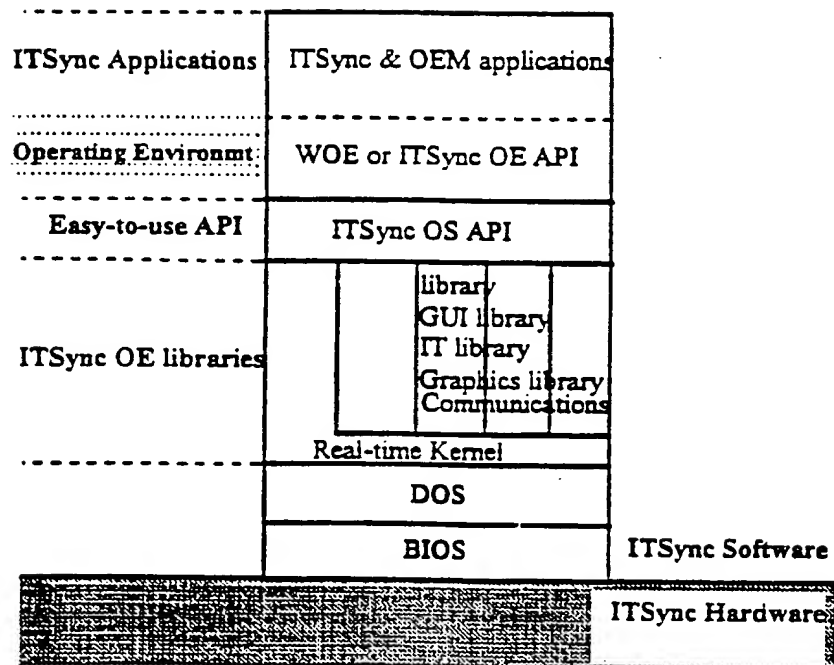 ITSync Applications
ITSync & OEM applications
Operating Environmt
WOE or ITSync OE API
Easy-to-use API
ITSync OS API
ITSync OE libraries
library
GUI library
IT library
Graphics library
Communications
Real-time Kernel
DOS
BIOS
ITSync Software
ITSync Hardware